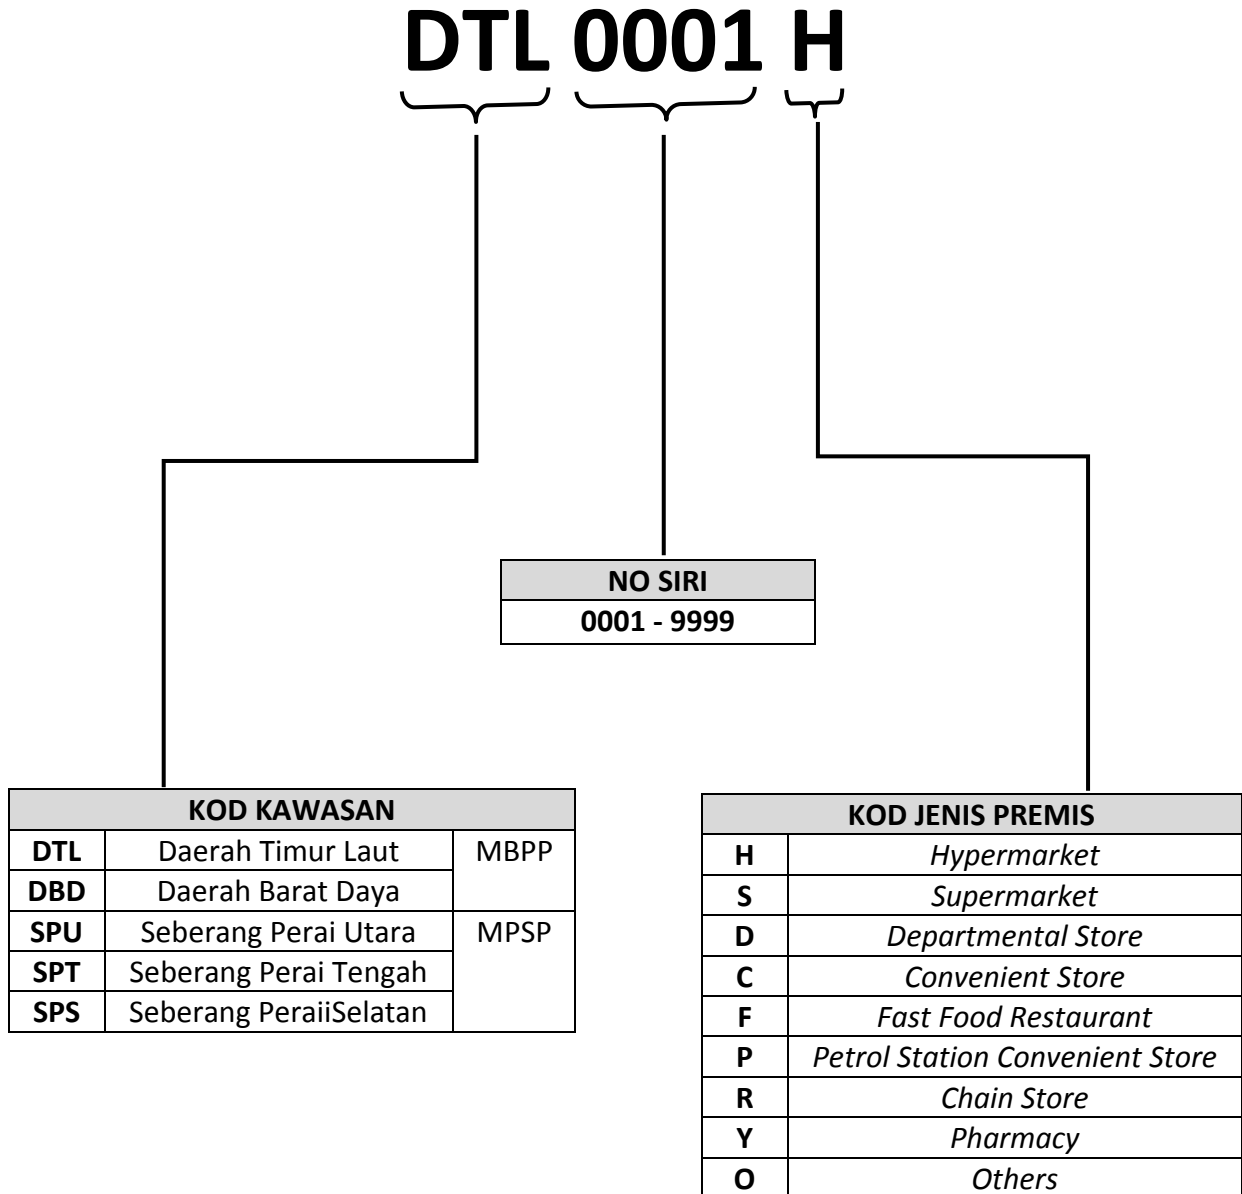 DTL 0001 H
NO SIRI
0001 - 9999
KOD KAWASAN
DTL Daerah Timur Laut MBPP
DBD Daerah Barat Daya
SPU Seberang Perai Utara MPSP
SPT Seberang Perai Tengah
SPS Seberang PeraiiSelatan
KOD JENIS PREMIS
H Hypermarket
S Supermarket
D Departmental Store
C Convenient Store
F Fast Food Restaurant
P Petrol Station Convenient Store
R Chain Store
Y Pharmacy
O Others